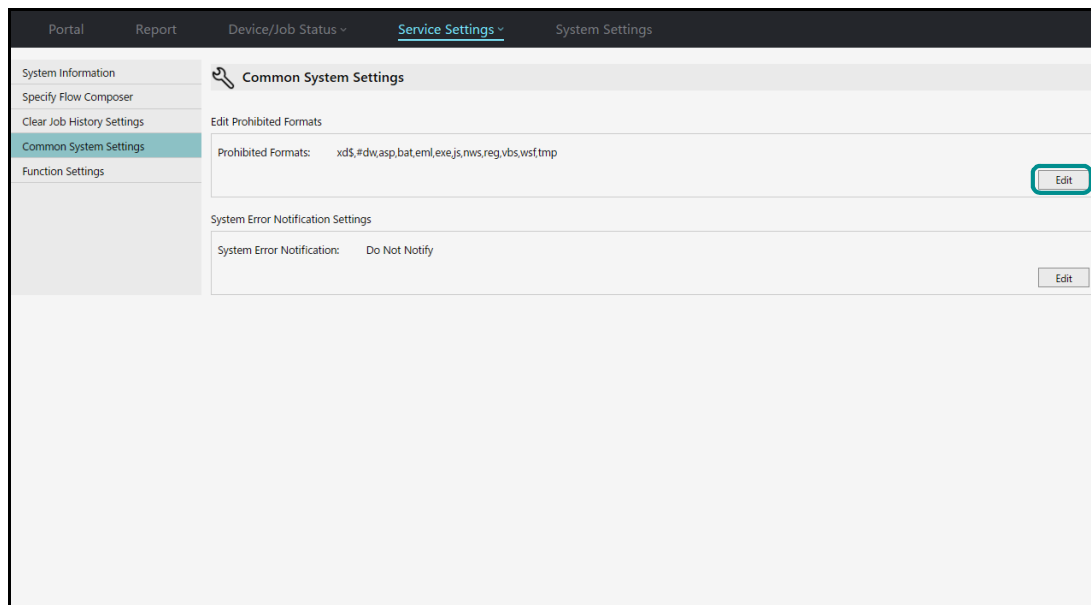 Portal Report Device/Job Status Service Settings System Settings
System Information
Specify Flow Composer
Clear Job History Settings
Common System Settings
Function Settings
Common System Settings
Edit Prohibited Formats
Prohibited Formats: xd$,#dw,asp,bat,eml,exe,js,nws,reg,vbs,wsf,tmp
Edit
System Error Notification Settings
System Error Notification: Do Not Notify
Edit